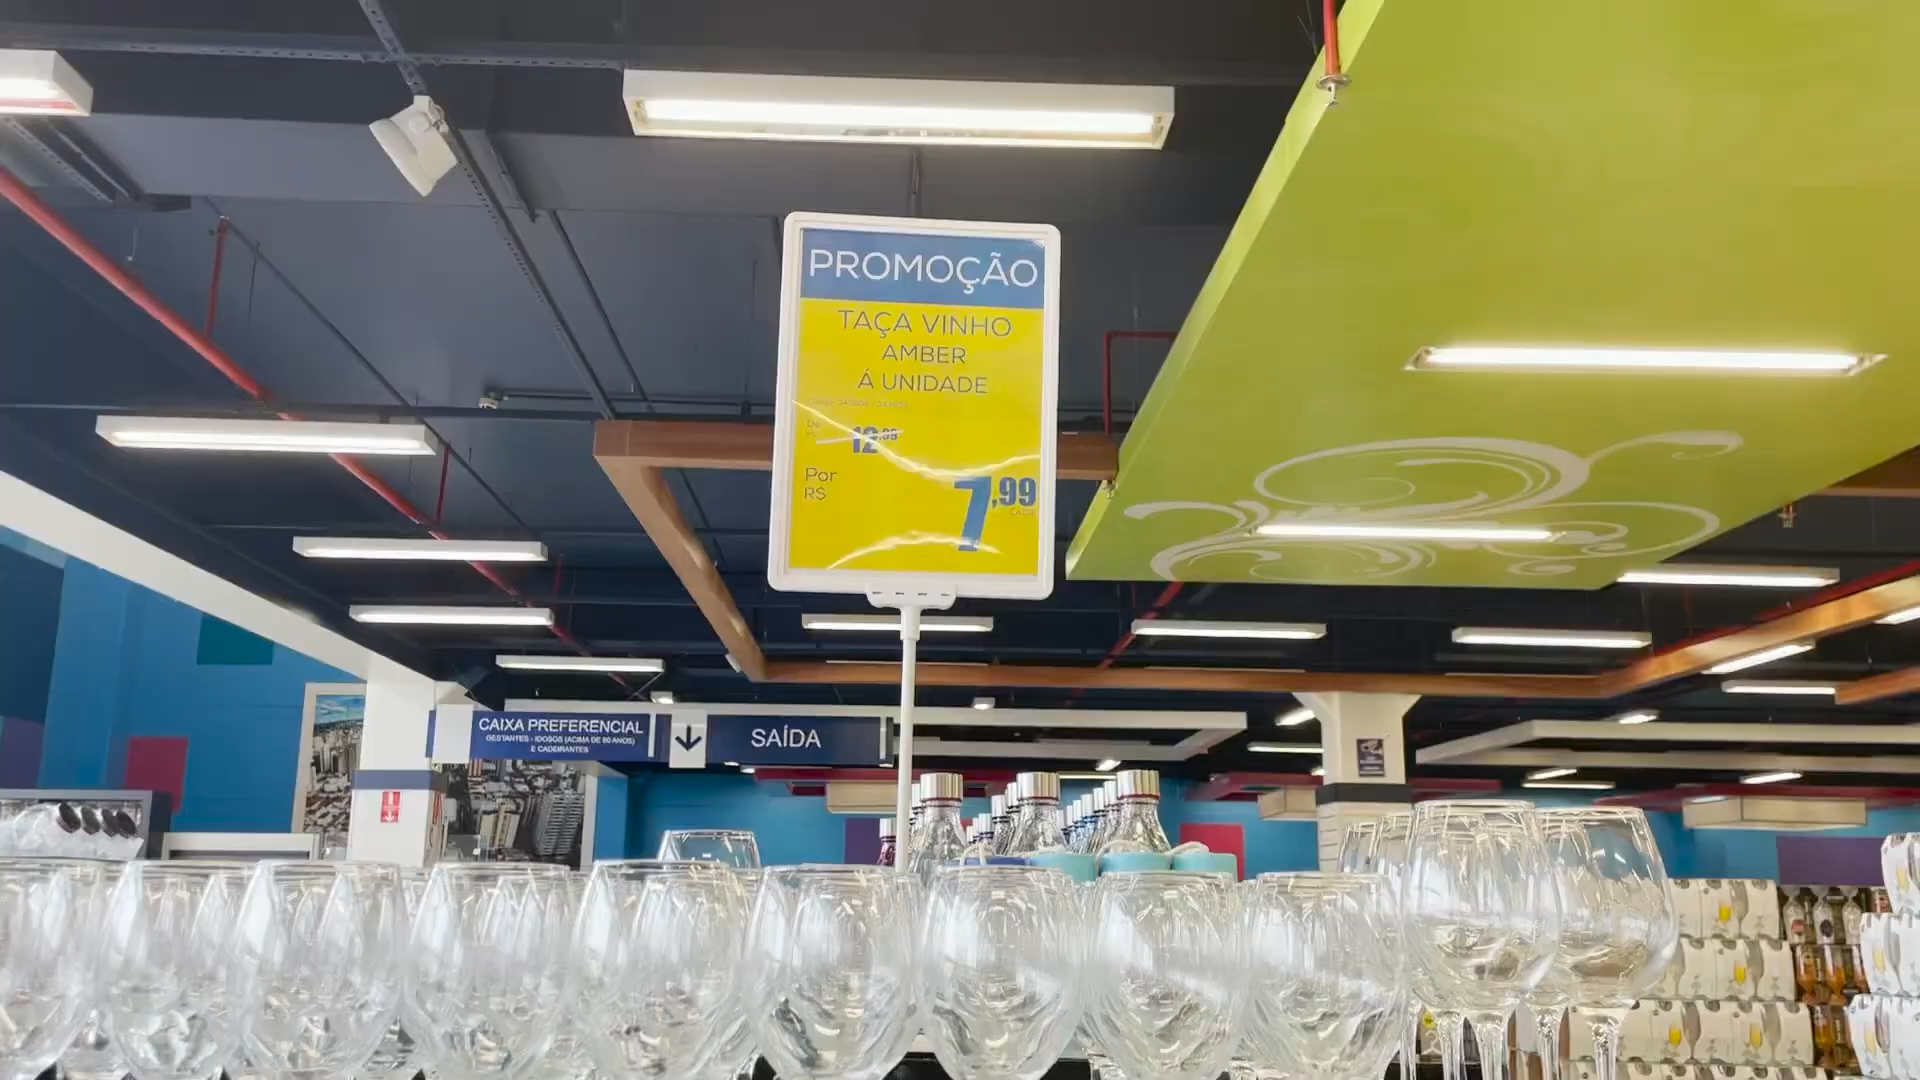 PROMOÇÃO
TAÇA VINHO
AMBER
Á UNIDADE
De
12,99
Por
R$
7,99
CAIXA PREFERENCIAL
GESTANTES - IDOSOS (ACIMA DE 60 ANOS)
E CADEIRANTES
SAÍDA